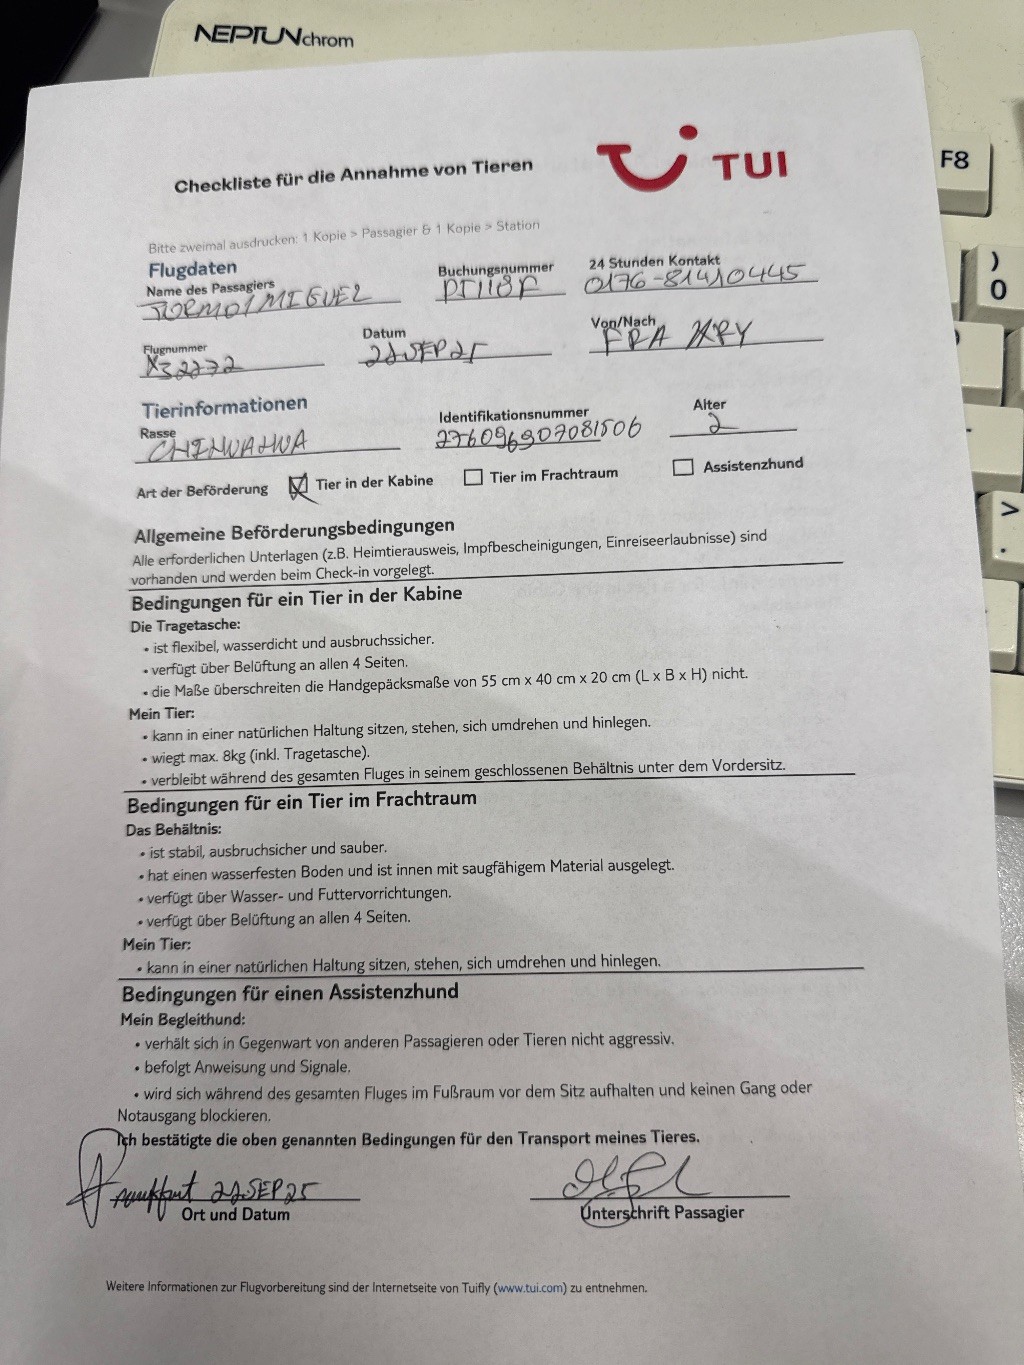 NEPTUN chrom
F8
)
0
>
.
TUI
Checkliste für die Annahme von Tieren
Bitte zweimal ausdrucken: 1 Kopie > Passagier & 1 Kopie > Station
Flugdaten
Name des Passagiers
Buchungsnummer
24 Stunden Kontakt
0176-81410445
Flugnummer
Datum
Von/Nach
X32272
22.SEP25
FRA XRY
Tierinformationen
Rasse
Identifikationsnummer
Alter
CHIHUAHUA
276096907081506
2
Art der Beförderung
Tier in der Kabine
Tier im Frachtraum
Assistenzhund
Allgemeine Beförderungsbedingungen
Alle erforderlichen Unterlagen (z.B. Heimtierausweis, Impfbescheinigungen, Einreiseerlaubnisse) sind
vorhanden und werden beim Check-in vorgelegt.
Bedingungen für ein Tier in der Kabine
Die Tragetasche:
• ist flexibel, wasserdicht und ausbruchssicher.
• verfügt über Belüftung an allen 4 Seiten.
• die Maße überschreiten die Handgepäcksmaße von 55 cm x 40 cm x 20 cm (L x B x H) nicht.
Mein Tier:
• kann in einer natürlichen Haltung sitzen, stehen, sich umdrehen und hinlegen.
• wiegt max. 8kg (inkl. Tragetasche).
• verbleibt während des gesamten Fluges in seinem geschlossenen Behältnis unter dem Vordersitz.
Bedingungen für ein Tier im Frachtraum
Das Behältnis:
• ist stabil, ausbruchsicher und sauber.
• hat einen wasserfesten Boden und ist innen mit saugfähigem Material ausgelegt.
• verfügt über Wasser- und Futtervorrichtungen.
• verfügt über Belüftung an allen 4 Seiten.
Mein Tier:
• kann in einer natürlichen Haltung sitzen, stehen, sich umdrehen und hinlegen.
Bedingungen für einen Assistenzhund
Mein Begleithund:
• verhält sich in Gegenwart von anderen Passagieren oder Tieren nicht aggressiv.
• befolgt Anweisung und Signale.
• wird sich während des gesamten Fluges im Fußraum vor dem Sitz aufhalten und keinen Gang oder
Notausgang blockieren.
Ich bestätigte die oben genannten Bedingungen für den Transport meines Tieres.
Frankfurt 22.SEP25
Ort und Datum
Unterschrift Passagier
Weitere Informationen zur Flugvorbereitung sind der Internetseite von Tuifly (www.tui.com) zu entnehmen.